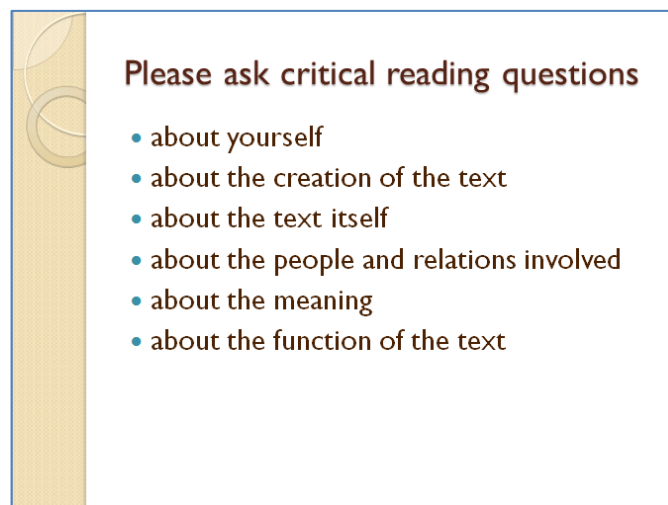 Please ask critical reading questions
• about yourself
• about the creation of the text
• about the text itself
• about the people and relations involved
• about the meaning
• about the function of the text